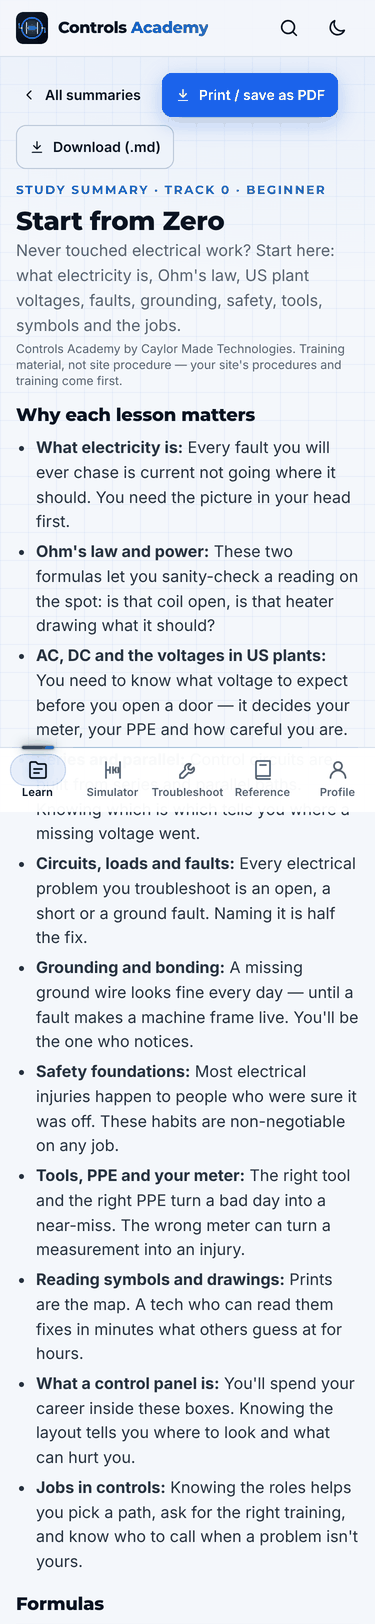 Controls Academy
All summaries
Print / save as PDF
Download (.md)
STUDY SUMMARY · TRACK 0 · BEGINNER
Start from Zero
Never touched electrical work? Start here:
what electricity is, Ohm's law, US plant
voltages, faults, grounding, safety, tools,
symbols and the jobs.
Controls Academy by Caylor Made Technologies. Training
material, not site procedure — your site's procedures and
training come first.
Why each lesson matters
• What electricity is: Every fault you will
ever chase is current not going where it
should. You need the picture in your head
first.
• Ohm's law and power: These two
formulas let you sanity-check a reading on
the spot: is that coil open, is that heater
drawing what it should?
• AC, DC and the voltages in US plants:
You need to know what voltage to expect
before you open a door — it decides your
meter, your PPE and how careful you are.
and parallel: Control circuits are
Learn
Simulator
Troubleshoot
Reference
Profile
Knowing which is which tells you where a
missing voltage went.
• Circuits, loads and faults: Every electrical
problem you troubleshoot is an open, a
short or a ground fault. Naming it is half
the fix.
• Grounding and bonding: A missing
ground wire looks fine every day — until a
fault makes a machine frame live. You'll be
the one who notices.
• Safety foundations: Most electrical
injuries happen to people who were sure it
was off. These habits are non-negotiable
on any job.
• Tools, PPE and your meter: The right tool
and the right PPE turn a bad day into a
near-miss. The wrong meter can turn a
measurement into an injury.
• Reading symbols and drawings: Prints
are the map. A tech who can read them
fixes in minutes what others guess at for
hours.
• What a control panel is: You'll spend your
career inside these boxes. Knowing the
layout tells you where to look and what
can hurt you.
• Jobs in controls: Knowing the roles helps
you pick a path, ask for the right training,
and know who to call when a problem isn't
yours.
Formulas